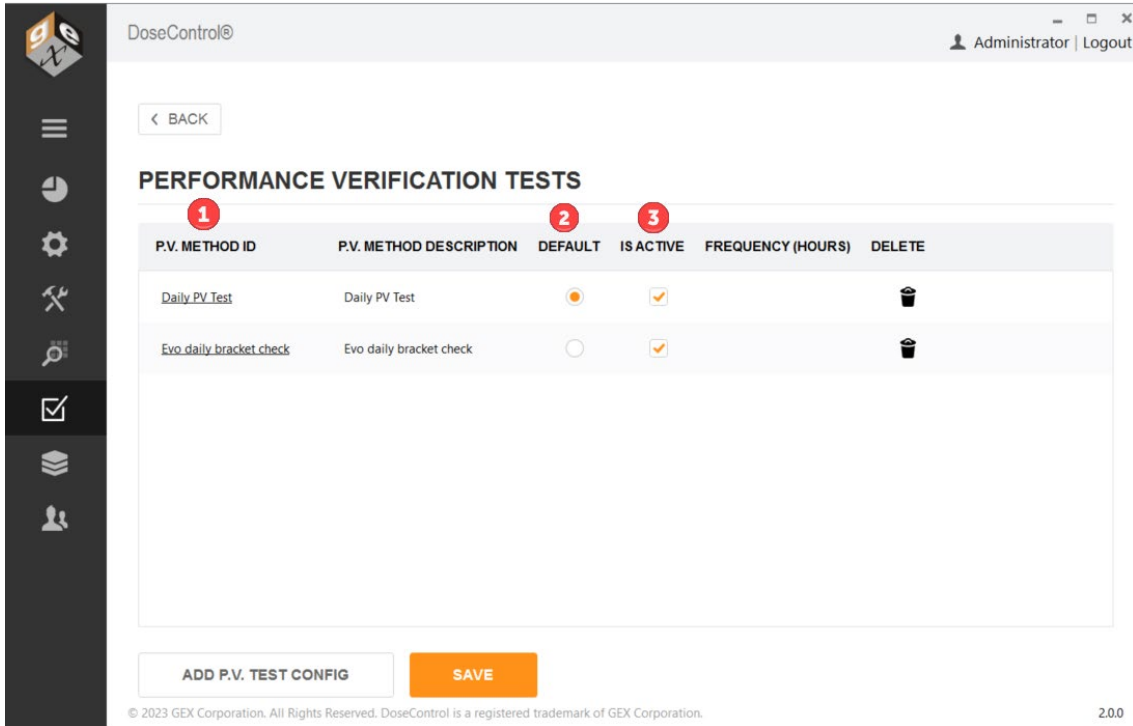 gex
DoseControl®
Administrator | Logout
BACK
PERFORMANCE VERIFICATION TESTS
1 2 3
P.V. METHOD ID P.V. METHOD DESCRIPTION DEFAULT IS ACTIVE FREQUENCY (HOURS) DELETE
Daily PV Test Daily PV Test
Evo daily bracket check Evo daily bracket check
ADD P.V. TEST CONFIG SAVE
© 2023 GEX Corporation. All Rights Reserved. DoseControl is a registered trademark of GEX Corporation. 2.0.0